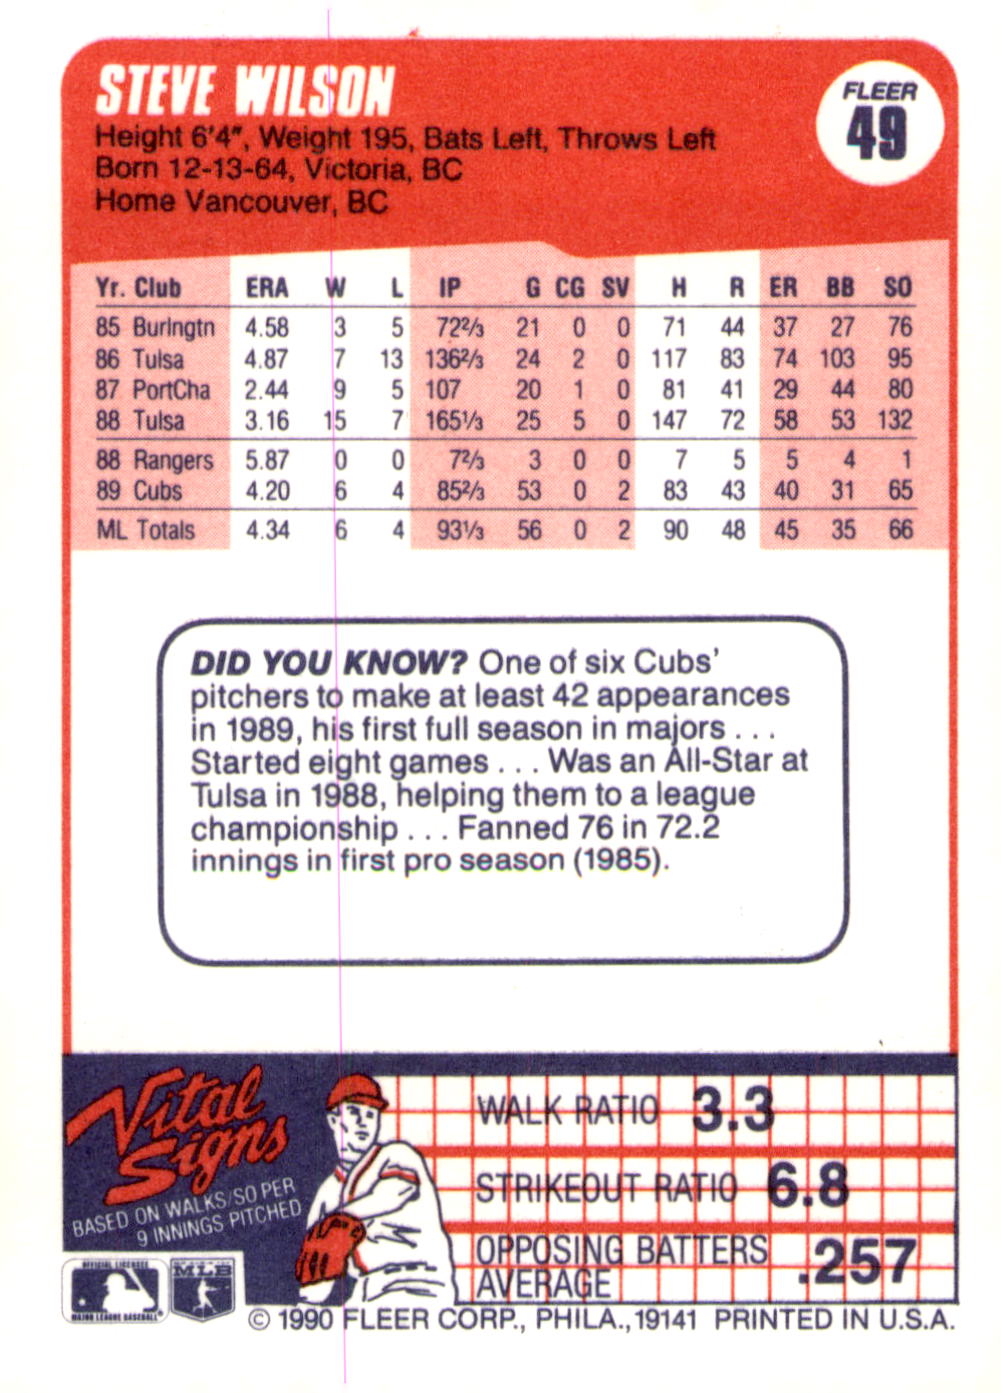 STEVE WILSON
FLEER
49
Height 6'4", Weight 195, Bats Left, Throws Left
Born 12-13-64, Victoria, BC
Home Vancouver, BC
Yr. Club ERA W L IP G CG SV H R ER BB SO
85 Burlngtn 4.58 3 5 72⅔ 21 0 0 71 44 37 27 76
86 Tulsa 4.87 7 13 136⅔ 24 2 0 117 83 74 103 95
87 PortCha 2.44 9 5 107 20 1 0 81 41 29 44 80
88 Tulsa 3.16 15 7 165⅓ 25 5 0 147 72 58 53 132
88 Rangers 5.87 0 0 7⅔ 3 0 0 7 5 5 4 1
89 Cubs 4.20 6 4 85⅔ 53 0 2 83 43 40 31 65
ML Totals 4.34 6 4 93⅓ 56 0 2 90 48 45 35 66
DID YOU KNOW? One of six Cubs'
pitchers to make at least 42 appearances
in 1989, his first full season in majors . . .
Started eight games . . . Was an All-Star at
Tulsa in 1988, helping them to a league
championship . . . Fanned 76 in 72.2
innings in first pro season (1985).
Vital
Signs
BASED ON WALKS/SO PER
9 INNINGS PITCHED
WALK RATIO 3.3
STRIKEOUT RATIO 6.8
OPPOSING BATTERS
AVERAGE .257
OFFICIAL LICENSEE
MAJOR LEAGUE BASEBALL
© 1990 FLEER CORP., PHILA., 19141 PRINTED IN U.S.A.